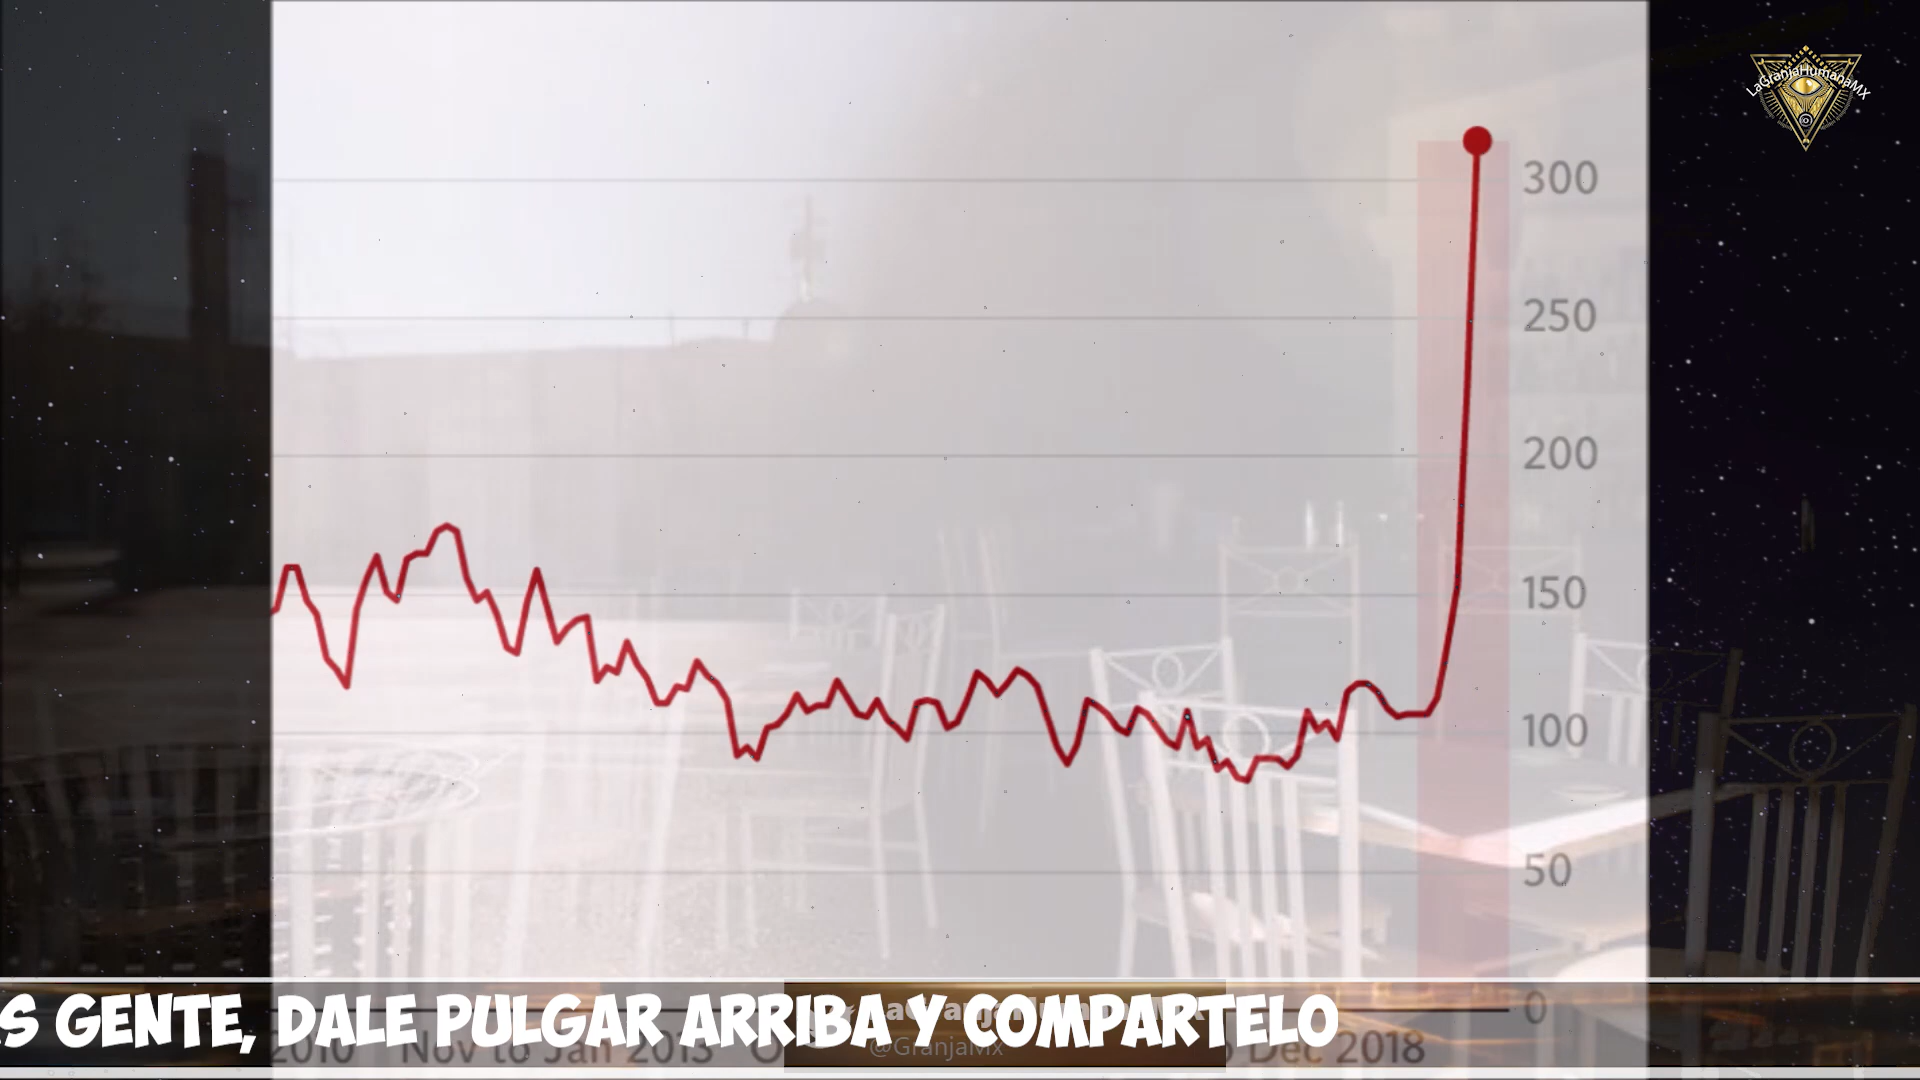 LaGranjaHumanaMX
300
250
200
150
100
50
0
S GENTE, DALE PULGAR ARRIBA Y COMPARTELO
2010 Nov to Jan 2013 Dec 2018
@GranjaMx